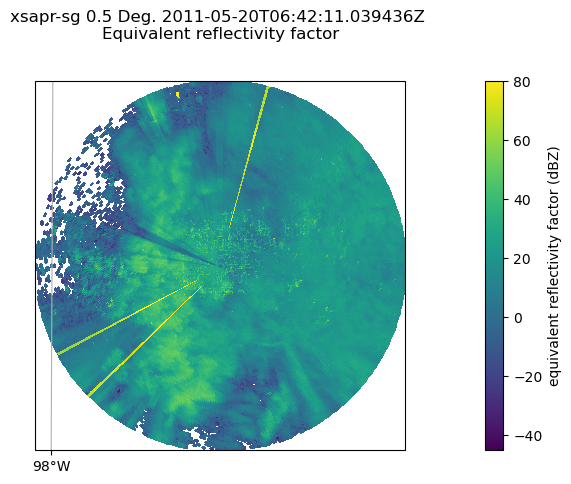 xsapr-sg 0.5 Deg. 2011-05-20T06:42:11.039436Z
Equivalent reflectivity factor
80
60
40
20
0
−20
−40
equivalent reflectivity factor (dBZ)
98°W